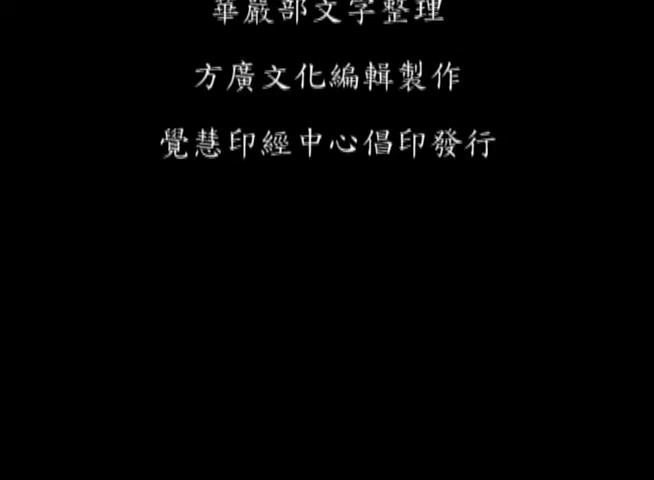 華嚴部文字整理
方廣文化編輯製作
覺慧印經中心倡印發行